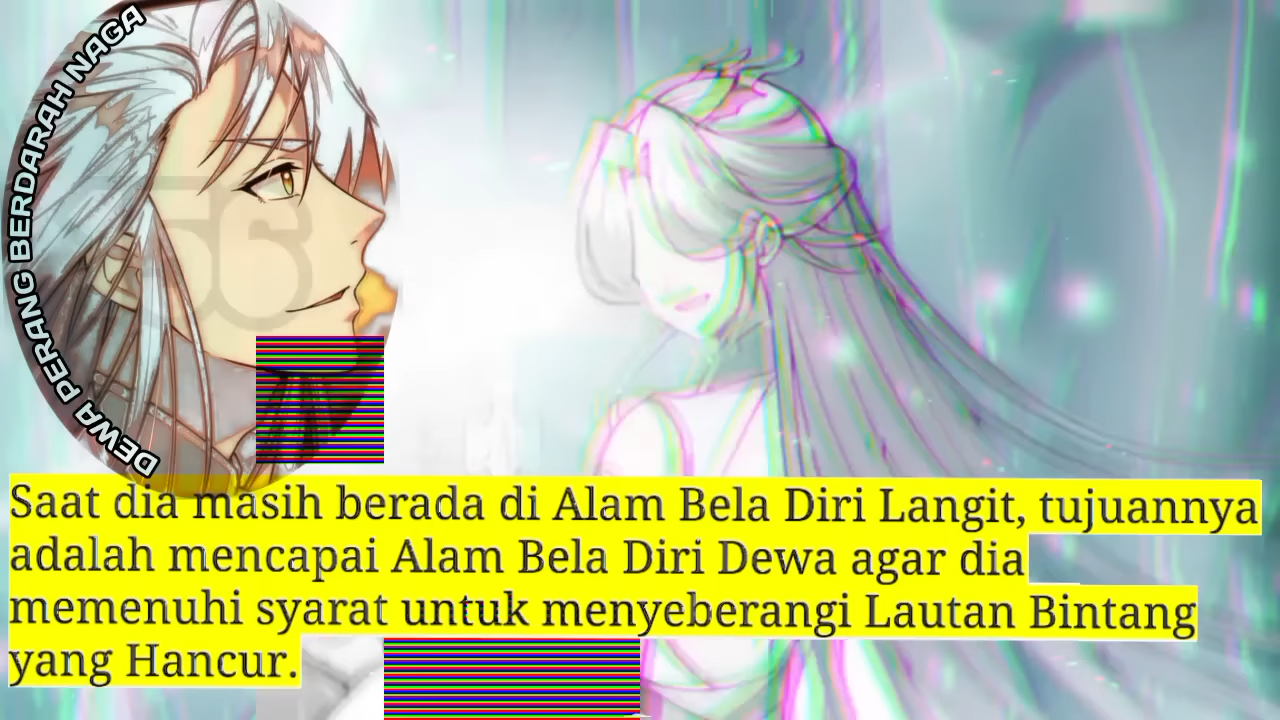 DEWA PERANG BERDARAH NAGA
56
Saat dia masih berada di Alam Bela Diri Langit, tujuannya
adalah mencapai Alam Bela Diri Dewa agar dia
memenuhi syarat untuk menyeberangi Lautan Bintang
yang Hancur.